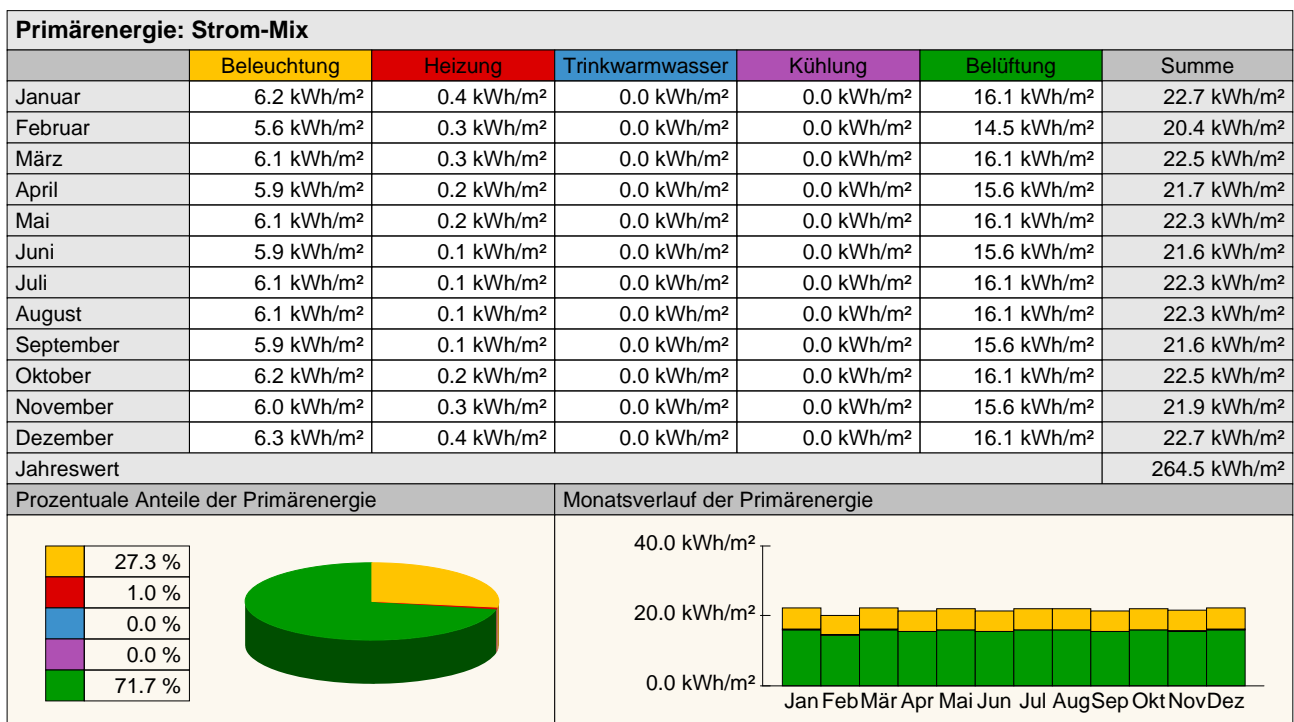 Primärenergie: Strom-Mix
Beleuchtung Heizung Trinkwarmwasser Kühlung Belüftung Summe
Januar 6.2 kWh/m² 0.4 kWh/m² 0.0 kWh/m² 0.0 kWh/m² 16.1 kWh/m² 22.7 kWh/m²
Februar 5.6 kWh/m² 0.3 kWh/m² 0.0 kWh/m² 0.0 kWh/m² 14.5 kWh/m² 20.4 kWh/m²
März 6.1 kWh/m² 0.3 kWh/m² 0.0 kWh/m² 0.0 kWh/m² 16.1 kWh/m² 22.5 kWh/m²
April 5.9 kWh/m² 0.2 kWh/m² 0.0 kWh/m² 0.0 kWh/m² 15.6 kWh/m² 21.7 kWh/m²
Mai 6.1 kWh/m² 0.2 kWh/m² 0.0 kWh/m² 0.0 kWh/m² 16.1 kWh/m² 22.3 kWh/m²
Juni 5.9 kWh/m² 0.1 kWh/m² 0.0 kWh/m² 0.0 kWh/m² 15.6 kWh/m² 21.6 kWh/m²
Juli 6.1 kWh/m² 0.1 kWh/m² 0.0 kWh/m² 0.0 kWh/m² 16.1 kWh/m² 22.3 kWh/m²
August 6.1 kWh/m² 0.1 kWh/m² 0.0 kWh/m² 0.0 kWh/m² 16.1 kWh/m² 22.3 kWh/m²
September 5.9 kWh/m² 0.1 kWh/m² 0.0 kWh/m² 0.0 kWh/m² 15.6 kWh/m² 21.6 kWh/m²
Oktober 6.2 kWh/m² 0.2 kWh/m² 0.0 kWh/m² 0.0 kWh/m² 16.1 kWh/m² 22.5 kWh/m²
November 6.0 kWh/m² 0.3 kWh/m² 0.0 kWh/m² 0.0 kWh/m² 15.6 kWh/m² 21.9 kWh/m²
Dezember 6.3 kWh/m² 0.4 kWh/m² 0.0 kWh/m² 0.0 kWh/m² 16.1 kWh/m² 22.7 kWh/m²
Jahreswert 264.5 kWh/m²
Prozentuale Anteile der Primärenergie
27.3 %
1.0 %
0.0 %
0.0 %
71.7 %
Monatsverlauf der Primärenergie
40.0 kWh/m²
20.0 kWh/m²
0.0 kWh/m²
Jan Feb Mär Apr Mai Jun Jul Aug Sep Okt Nov Dez